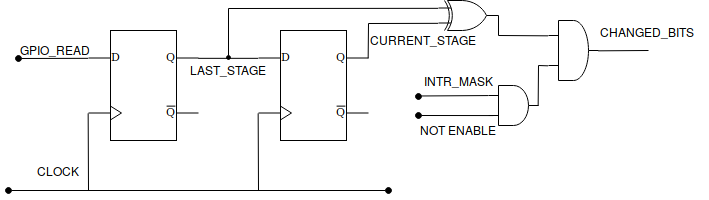 CHANGED_BITS
CURRENT_STAGE
GPIO_READ
D
Q
LAST_STAGE
D
Q
INTR_MASK
Q
Q
NOT ENABLE
CLOCK